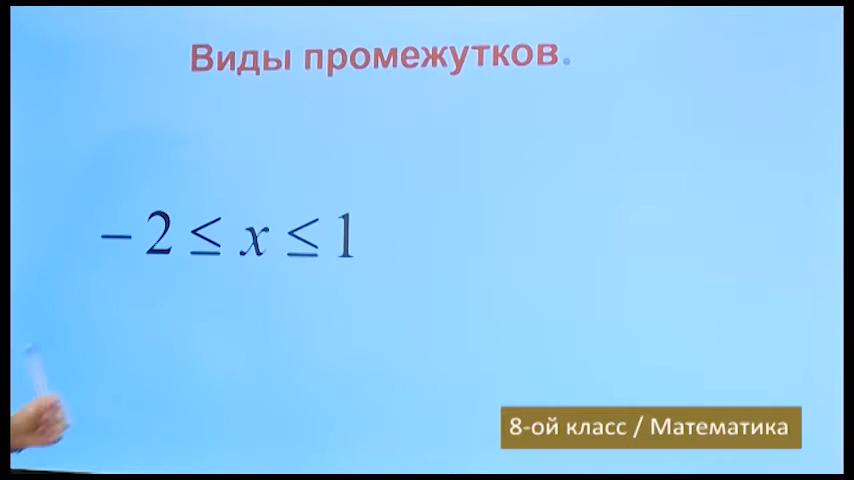 Виды промежутков.
− 2 ≤ x ≤ 1
8-ой класс / Математика